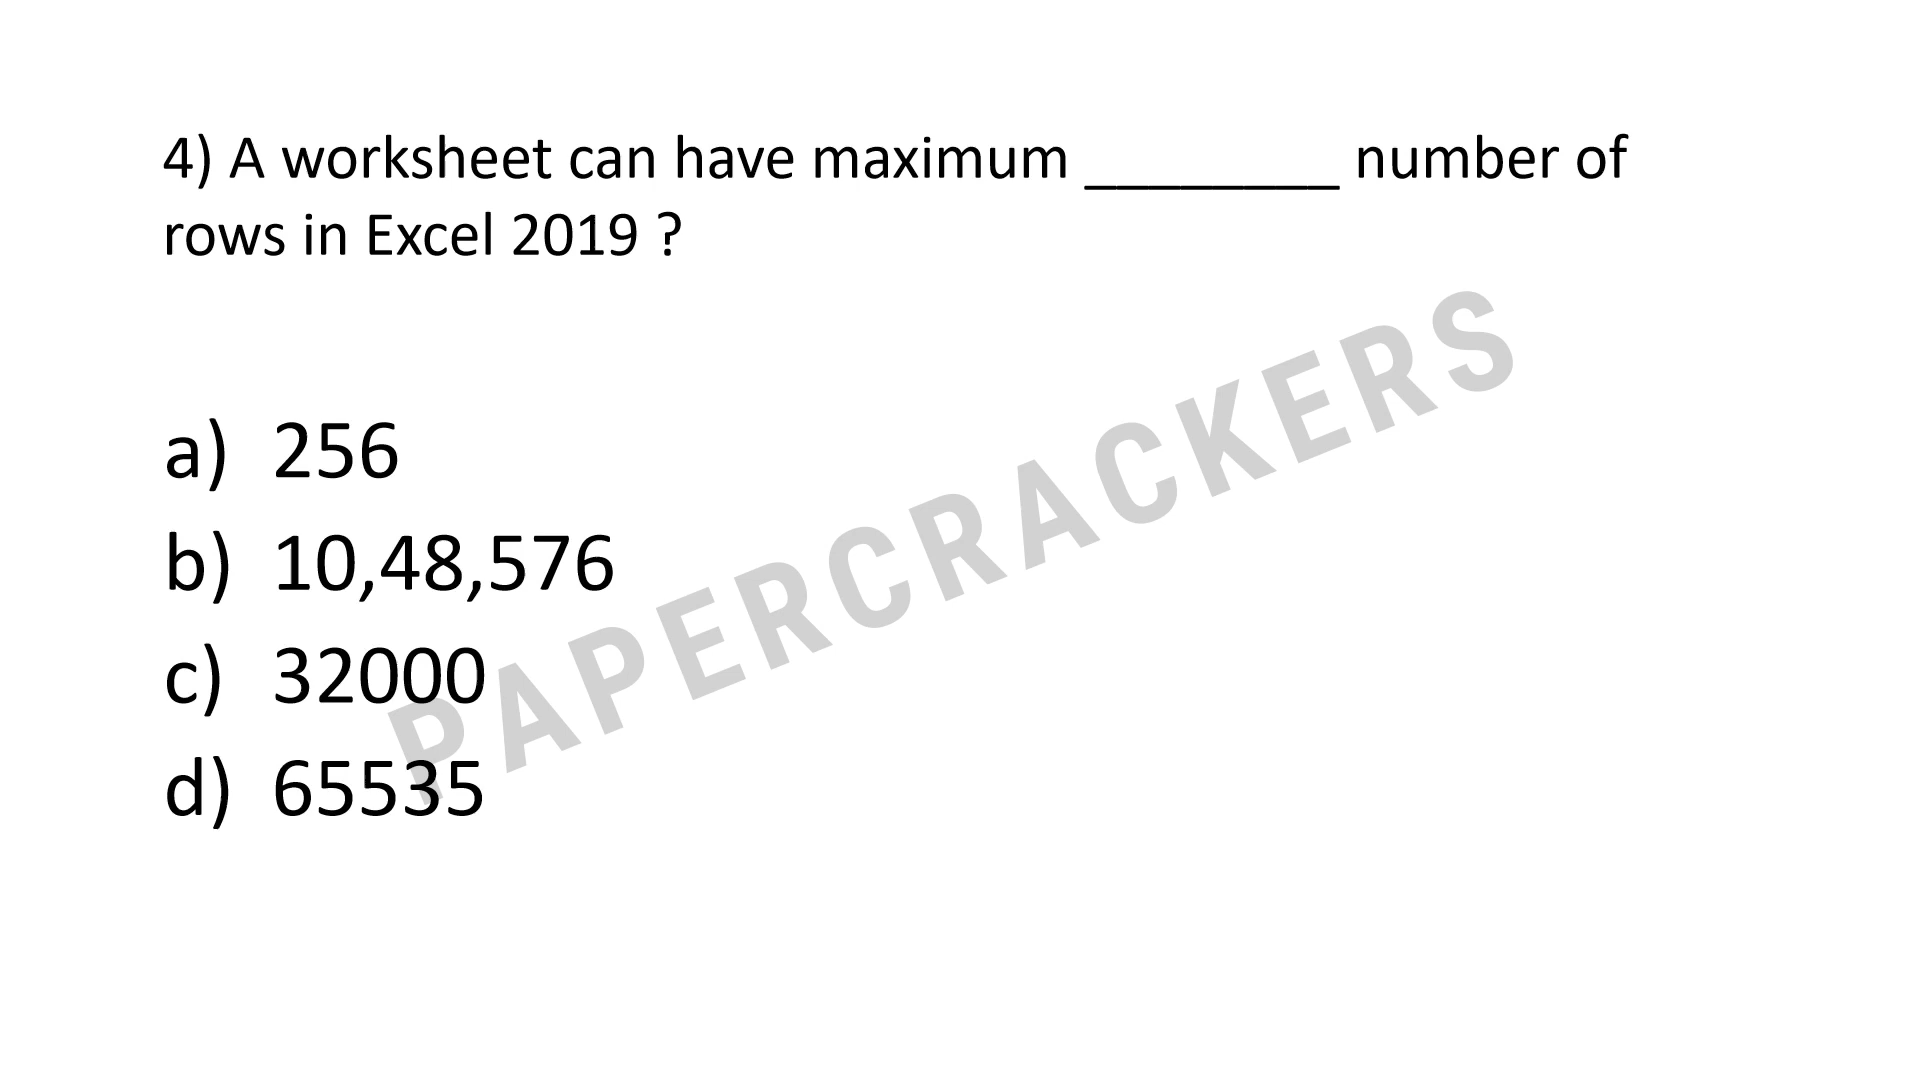 4) A worksheet can have maximum ________ number of
rows in Excel 2019 ?
a) 256
b) 10,48,576
c) 32000
d) 65535
PAPERCRACKERS